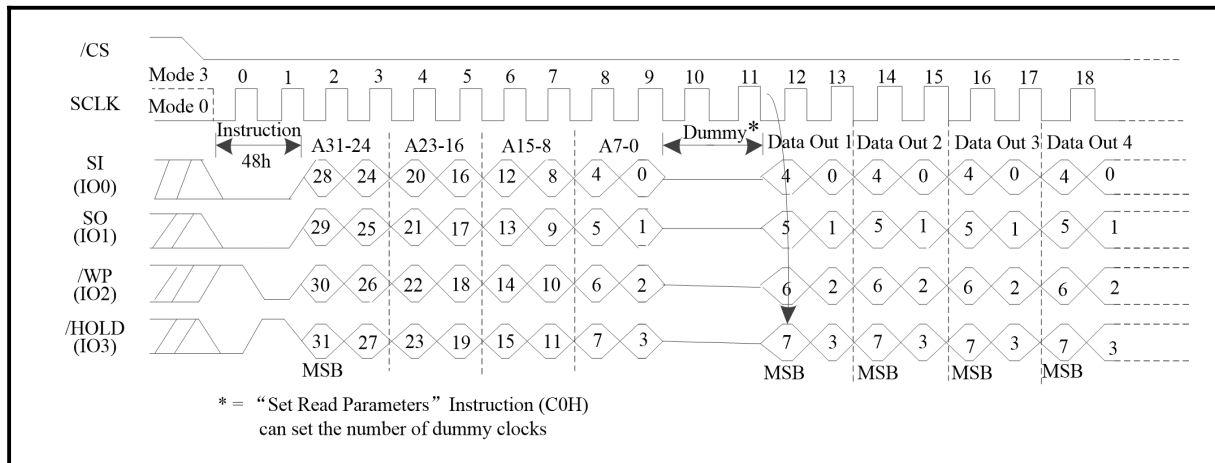 /CS
Mode 3 0 1 2 3 4 5 6 7 8 9 10 11 12 13 14 15 16 17 18
SCLK Mode 0
Instruction A31-24 A23-16 A15-8 A7-0 Dummy* Data Out 1 Data Out 2 Data Out 3 Data Out 4
48h
SI
(IO0) 28 24 20 16 12 8 4 0 4 0 4 0 4 0 4 0
SO
(IO1) 29 25 21 17 13 9 5 1 5 1 5 1 5 1 5 1
/WP
(IO2) 30 26 22 18 14 10 6 2 6 2 6 2 6 2 6 2
/HOLD
(IO3) 31 27 23 19 15 11 7 3 7 3 7 3 7 3 7 3
MSB MSB MSB MSB MSB
* = “Set Read Parameters” Instruction (C0H)
can set the number of dummy clocks